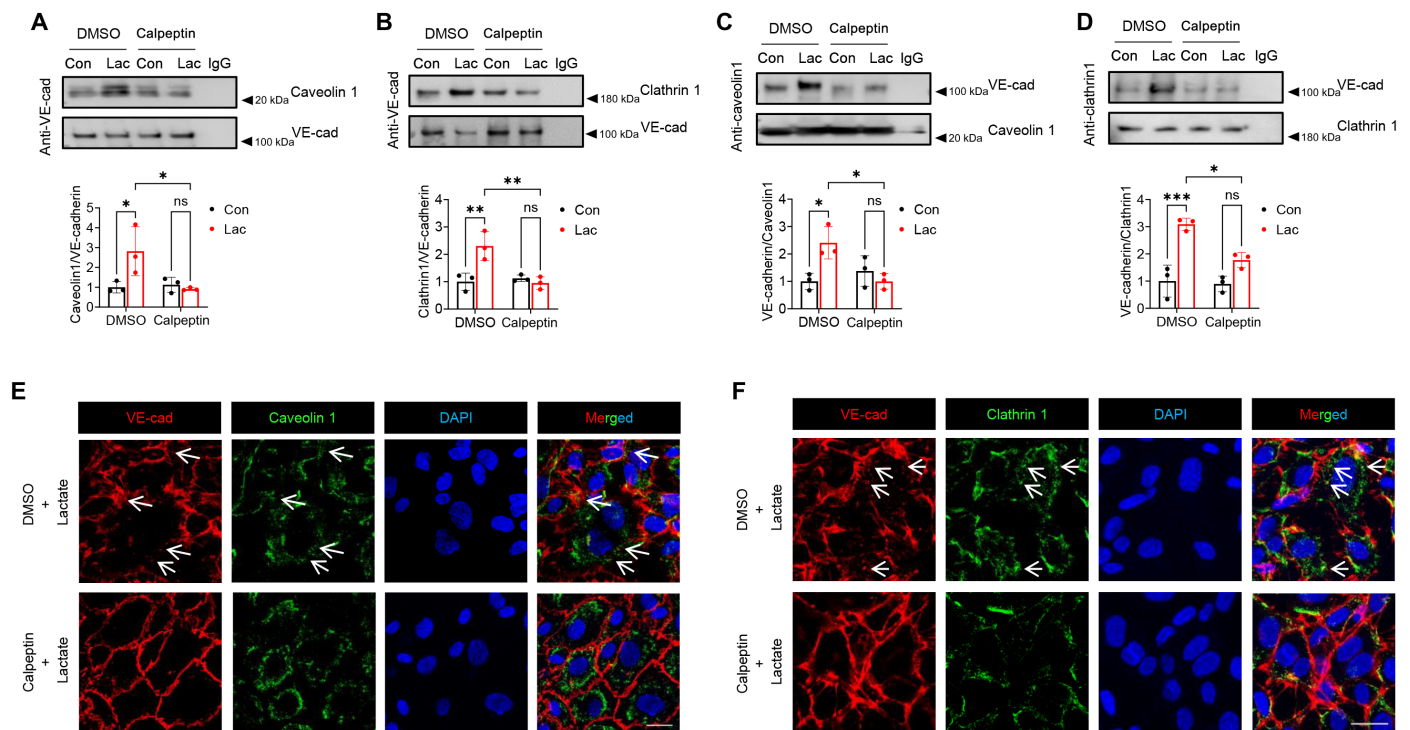 A
DMSO Calpeptin
Con Lac Con Lac IgG
Anti-VE-cad
20 kDa Caveolin 1
100 kDa VE-cad
Caveolin1/VE-cadherin
5
4
3
2
1
0
* * ns
Con
Lac
DMSO Calpeptin
B
DMSO Calpeptin
Con Lac Con Lac IgG
Anti-VE-cad
180 kDa Clathrin 1
100 kDa VE-cad
Clathrin1/VE-cadherin
4
3
2
1
0
** ** ns
Con
Lac
DMSO Calpeptin
C
DMSO Calpeptin
Con Lac Con Lac IgG
Anti-caveolin1
100 kDa VE-cad
20 kDa Caveolin 1
VE-cadherin/Caveolin1
4
3
2
1
0
* * ns
Con
Lac
DMSO Calpeptin
D
DMSO Calpeptin
Con Lac Con Lac IgG
Anti-clathrin1
100 kDa VE-cad
180 kDa Clathrin 1
VE-cadherin/Clathrin1
4
3
2
1
0
*** * ns
Con
Lac
DMSO Calpeptin
E
VE-cad Caveolin 1 DAPI Merged
DMSO
+
Lactate
Calpeptin
+
Lactate
F
VE-cad Clathrin 1 DAPI Merged
DMSO
+
Lactate
Calpeptin
+
Lactate